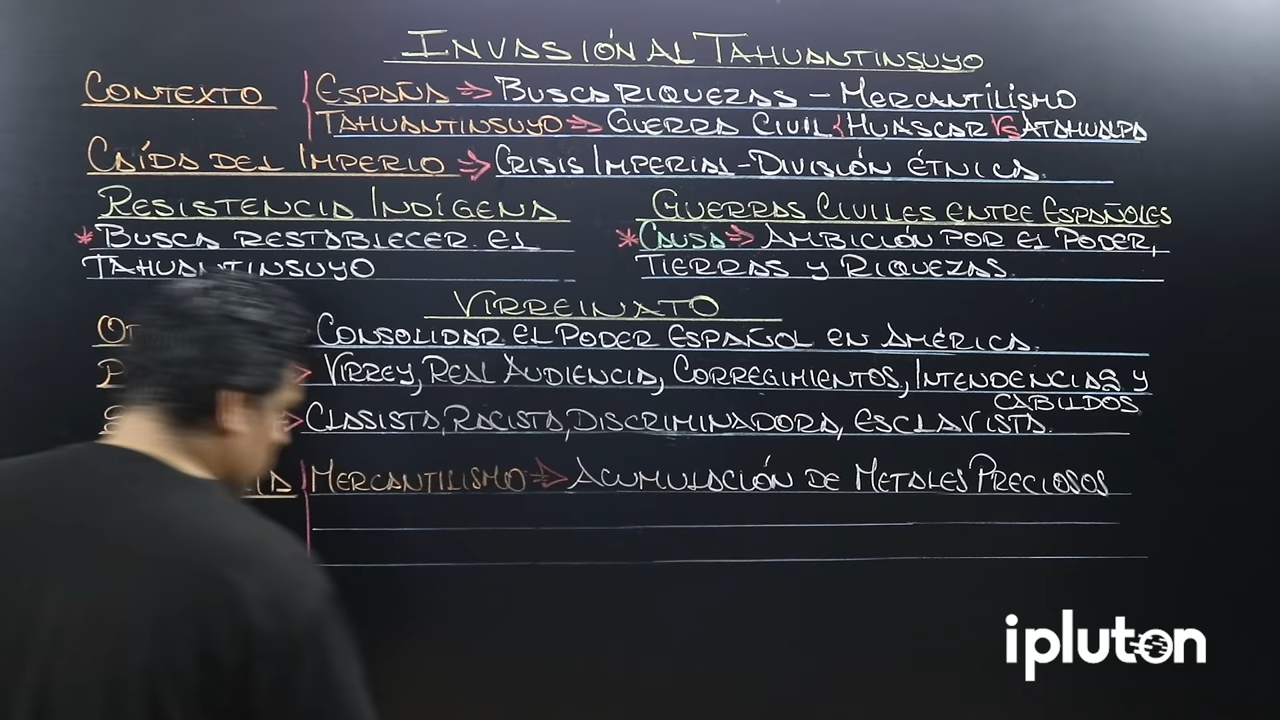 INVASIÓN AL TAHUANTINSUYO
CONTEXTO
ESPAÑA ⇒ BUSCA RIQUEZAS - MERCANTILISMO
TAHUANTINSUYO ⇒ GUERRA CIVIL { HUÁSCAR VS ATAHUALPA
CAÍDA DEL IMPERIO ⇒ CRISIS IMPERIAL - DIVISIÓN ÉTNICA.
RESISTENCIA INDÍGENA
* BUSCA RESTABLECER EL
TAHUANTINSUYO
GUERRAS CIVILES ENTRE ESPAÑOLES
* CAUSA ⇒ AMBICIÓN POR EL PODER,
TIERRAS Y RIQUEZAS.
VIRREINATO
CONSOLIDAR EL PODER ESPAÑOL EN AMÉRICA.
VIRREY, REAL AUDIENCIA, CORREGIMIENTOS, INTENDENCIAS Y
CABILDOS
CLASISTA, RACISTA, DISCRIMINADORA, ESCLAVISTA.
MERCANTILISMO ⇒ ACUMULACIÓN DE METALES PRECIOSOS
ipluton